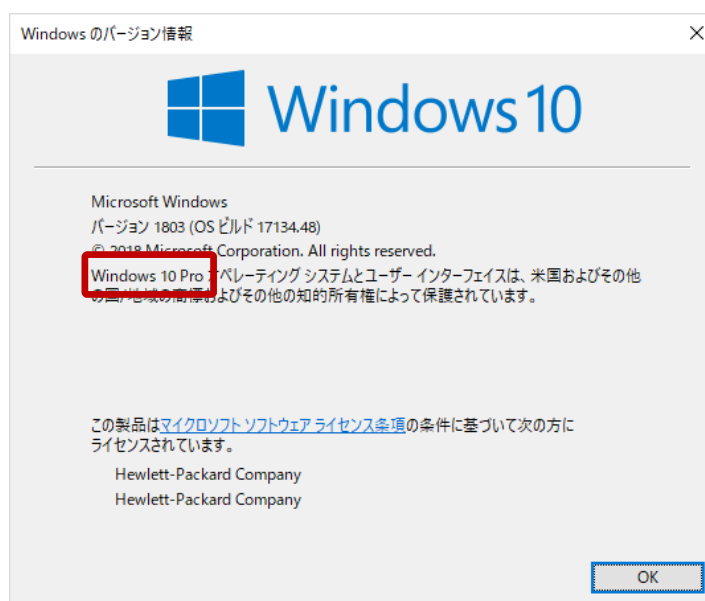 Windows のバージョン情報
Windows 10
Microsoft Windows
バージョン 1803 (OS ビルド 17134.48)
© 2018 Microsoft Corporation. All rights reserved.
Windows 10 Pro オペレーティング システムとユーザー インターフェイスは、米国およびその他
の国/地域の商標およびその他の知的所有権によって保護されています。
この製品はマイクロソフト ソフトウェア ライセンス条項の条件に基づいて次の方に
ライセンスされています。
Hewlett-Packard Company
Hewlett-Packard Company
OK